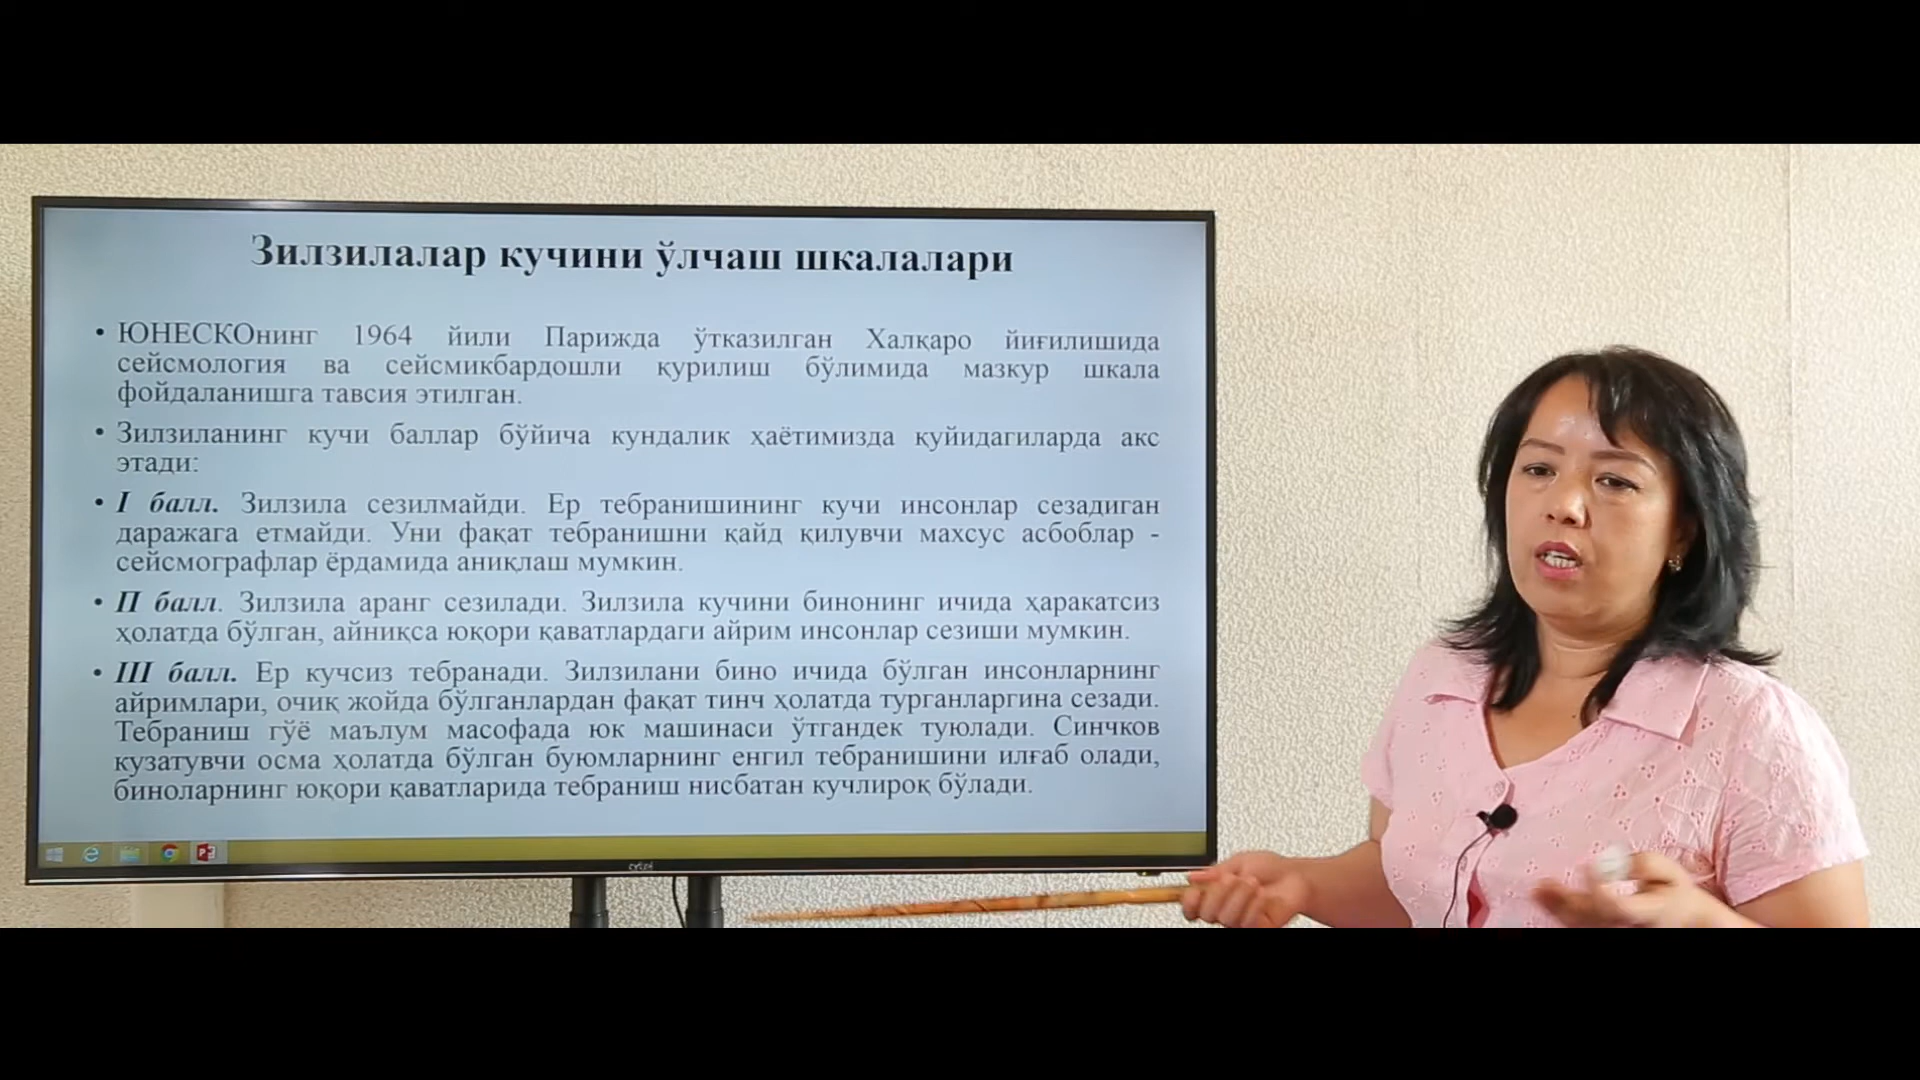 Зилзилалар кучини ўлчаш шкалалари
• ЮНЕСКОнинг 1964 йили Парижда ўтказилган Халқаро йиғилишида
сейсмология ва сейсмикбардошли қурилиш бўлимида мазкур шкала
фойдаланишга тавсия этилган.
• Зилзиланинг кучи баллар бўйича кундалик ҳаётимизда қуйидагиларда акс
этади:
• I балл. Зилзила сезилмайди. Ер тебранишининг кучи инсонлар сезадиган
даражага етмайди. Уни фақат тебранишни қайд қилувчи махсус асбоблар -
сейсмографлар ёрдамида аниқлаш мумкин.
• П балл. Зилзила аранг сезилади. Зилзила кучини бинонинг ичида ҳаракатсиз
ҳолатда бўлган, айниқса юқори қаватлардаги айрим инсонлар сезиши мумкин.
• III балл. Ер кучсиз тебранади. Зилзилани бино ичида бўлган инсонларнинг
айримлари, очиқ жойда бўлганлардан фақат тинч ҳолатда турганларгина сезади.
Тебраниш гўё маълум масофада юк машинаси ўтгандек туюлади. Синчков
кузатувчи осма ҳолатда бўлган буюмларнинг енгил тебранишини илғаб олади,
биноларнинг юқори қаватларида тебраниш нисбатан кучлироқ бўлади.